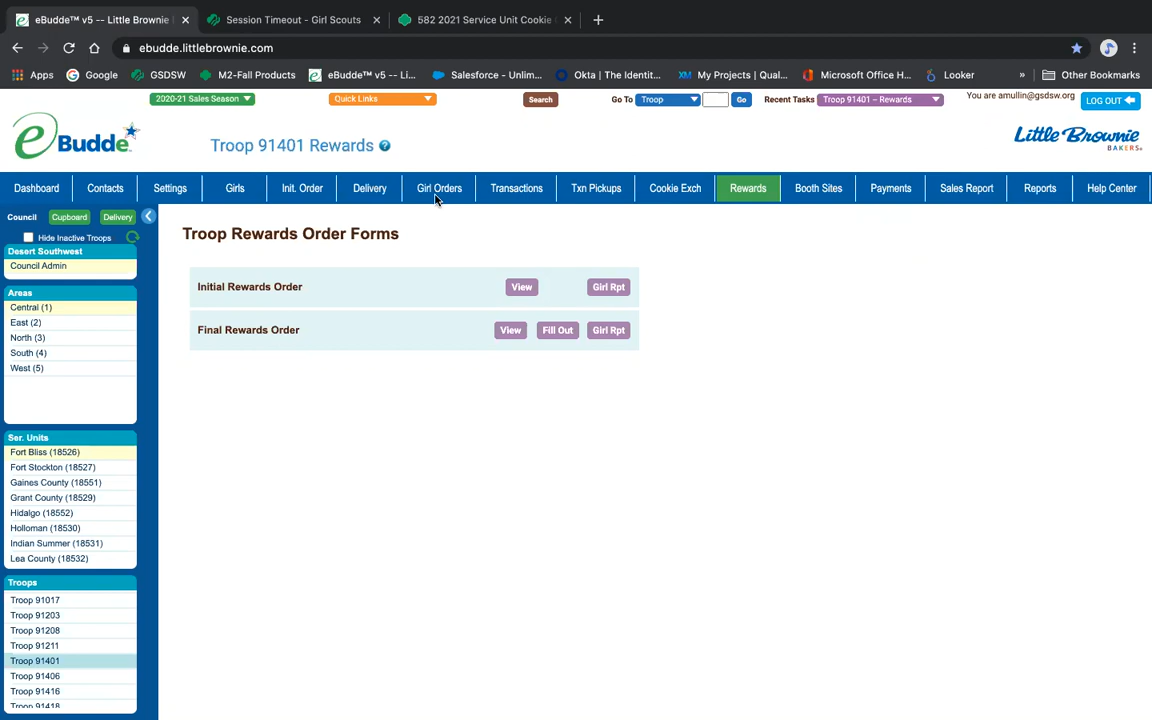 eBudde™ v5 -- Little Brownie
Session Timeout - Girl Scouts
582 2021 Service Unit Cookie
ebudde.littlebrownie.com
Apps Google GSDSW M2-Fall Products eBudde™ v5 -- Li... Salesforce - Unlim... Okta | The Identit... XM My Projects | Qual... Microsoft Office H... Looker » Other Bookmarks
2020-21 Sales Season Quick Links Search Go To Troop Go Recent Tasks Troop 91401 – Rewards You are amullin@gsdsw.org LOG OUT
eBudde Troop 91401 Rewards ? Little Brownie
BAKERS.
Dashboard Contacts Settings Girls Init. Order Delivery Girl Orders Transactions Txn Pickups Cookie Exch Rewards Booth Sites Payments Sales Report Reports Help Center
Council Cupboard Delivery
Hide Inactive Troops
Desert Southwest
Council Admin
Areas
Central (1)
East (2)
North (3)
South (4)
West (5)
Ser. Units
Fort Bliss (18526)
Fort Stockton (18527)
Gaines County (18551)
Grant County (18529)
Hidalgo (18552)
Holloman (18530)
Indian Summer (18531)
Lea County (18532)
Troops
Troop 91017
Troop 91203
Troop 91208
Troop 91211
Troop 91401
Troop 91406
Troop 91416
Troop 91418
Troop Rewards Order Forms
Initial Rewards Order View Girl Rpt
Final Rewards Order View Fill Out Girl Rpt